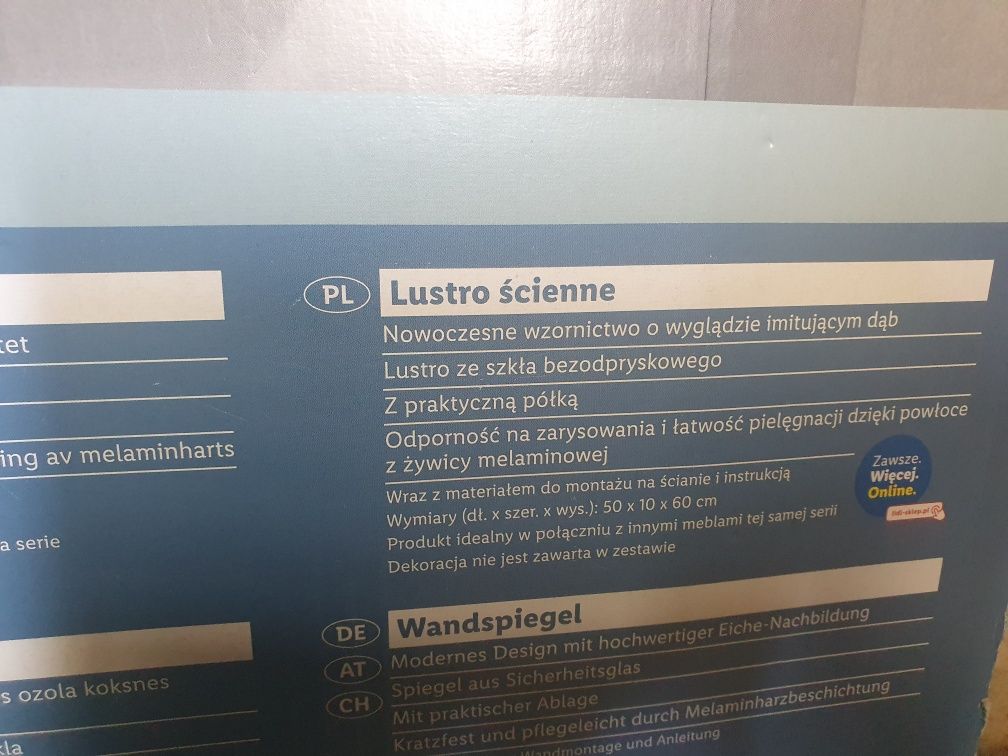 tet
ing av melaminharts
a serie
s ozola koksnes
kla
PL
Lustro ścienne
Nowoczesne wzornictwo o wyglądzie imitującym dąb
Lustro ze szkła bezodpryskowego
Z praktyczną półką
Odporność na zarysowania i łatwość pielęgnacji dzięki powłoce
z żywicy melaminowej
Wraz z materiałem do montażu na ścianie i instrukcją
Wymiary (dł. x szer. x wys.): 50 x 10 x 60 cm
Produkt idealny w połączniu z innymi meblami tej samej serii
Dekoracja nie jest zawarta w zestawie
Zawsze.
Więcej.
Online.
lidl-sklep.pl
DE
AT
CH
Wandspiegel
Modernes Design mit hochwertiger Eiche-Nachbildung
Spiegel aus Sicherheitsglas
Mit praktischer Ablage
Kratzfest und pflegeleicht durch Melaminharzbeschichtung
Wandmontage und Anleitung